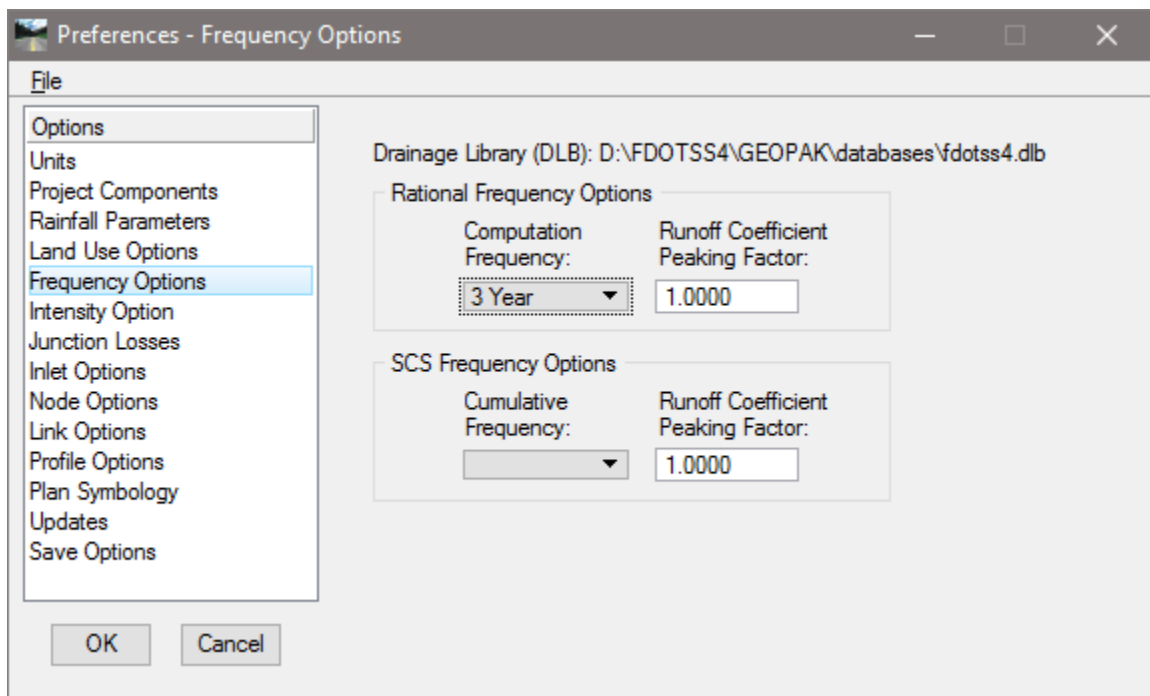 Preferences - Frequency Options
File
Options
Units
Project Components
Rainfall Parameters
Land Use Options
Frequency Options
Intensity Option
Junction Losses
Inlet Options
Node Options
Link Options
Profile Options
Plan Symbology
Updates
Save Options
OK
Cancel
Drainage Library (DLB): D:\FDOTSS4\GEOPAK\databases\fdotss4.dlb
Rational Frequency Options
Computation
Frequency:
3 Year
Runoff Coefficient
Peaking Factor:
1.0000
SCS Frequency Options
Cumulative
Frequency:
Runoff Coefficient
Peaking Factor:
1.0000